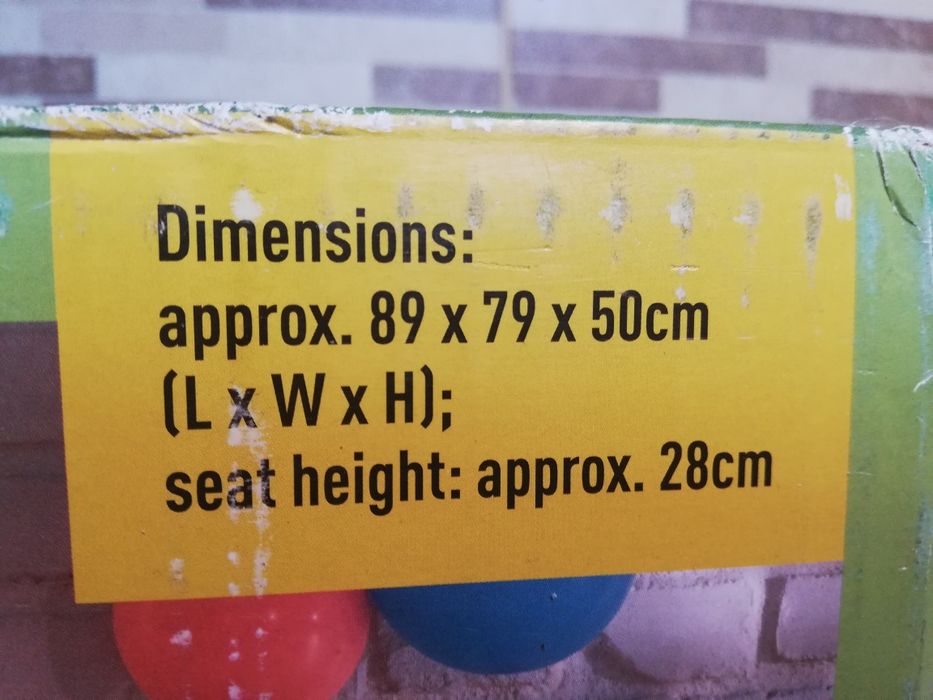 Dimensions:
approx. 89 x 79 x 50cm
(L x W x H);
seat height: approx. 28cm